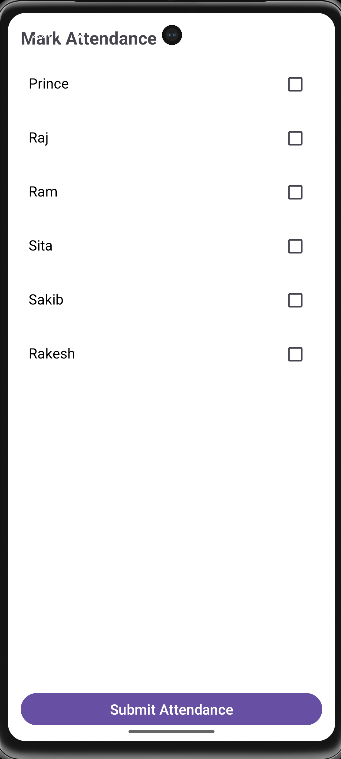 Mark Attendance
Prince
Raj
Ram
Sita
Sakib
Rakesh
Submit Attendance